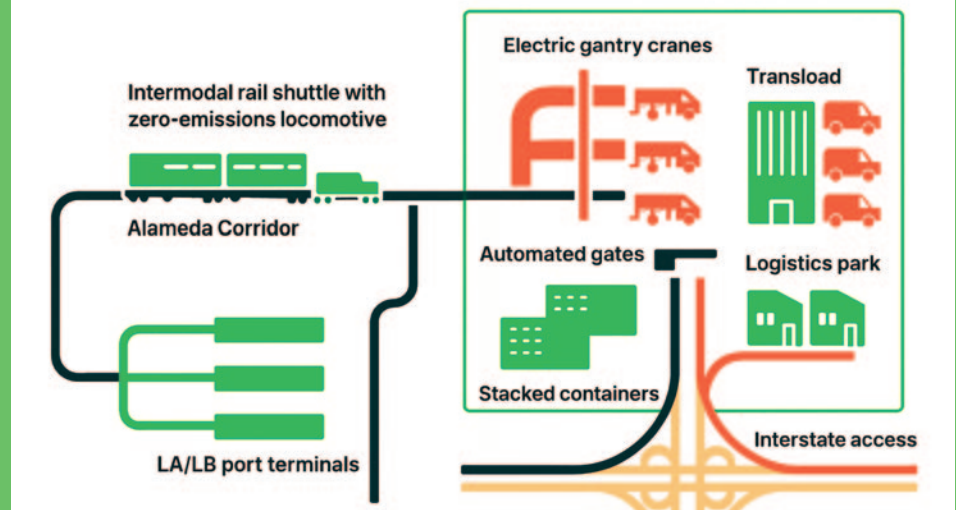 Electric gantry cranes
Transload
Intermodal rail shuttle with
zero-emissions locomotive
Alameda Corridor
Automated gates
Logistics park
Stacked containers
Interstate access
LA/LB port terminals